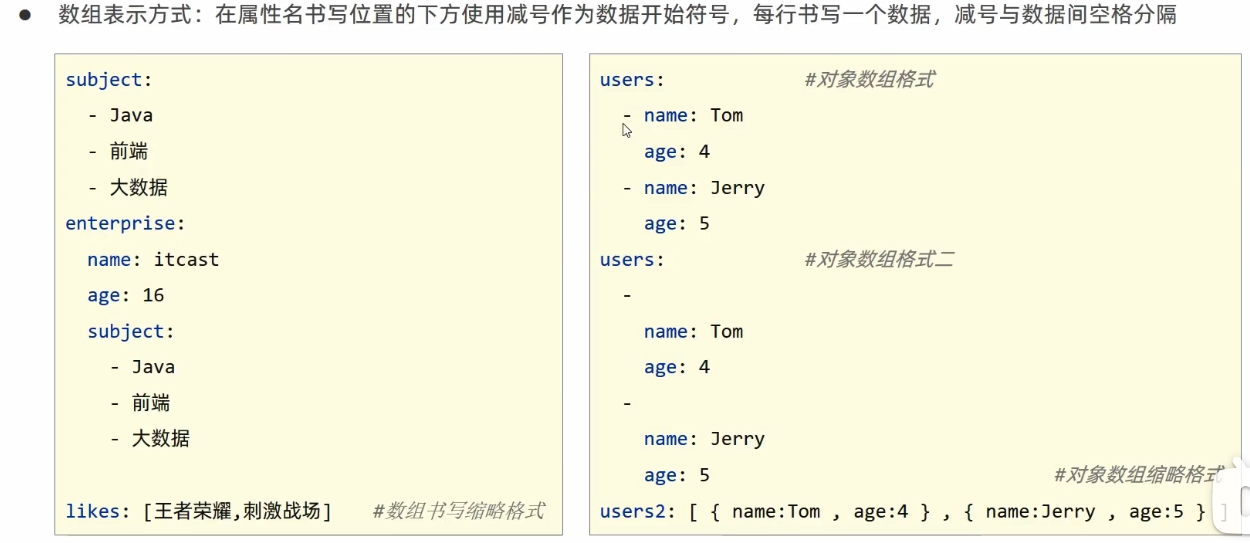 ● 数组表示方式：在属性名书写位置的下方使用减号作为数据开始符号，每行书写一个数据，减号与数据间空格分隔
subject:
- Java
- 前端
- 大数据
enterprise:
name: itcast
age: 16
subject:
- Java
- 前端
- 大数据
likes: [王者荣耀,刺激战场] #数组书写缩略格式
users: #对象数组格式
- name: Tom
age: 4
- name: Jerry
age: 5
users: #对象数组格式二
-
name: Tom
age: 4
-
name: Jerry
age: 5 #对象数组缩略格式
users2: [ { name:Tom , age:4 } , { name:Jerry , age:5 } ]